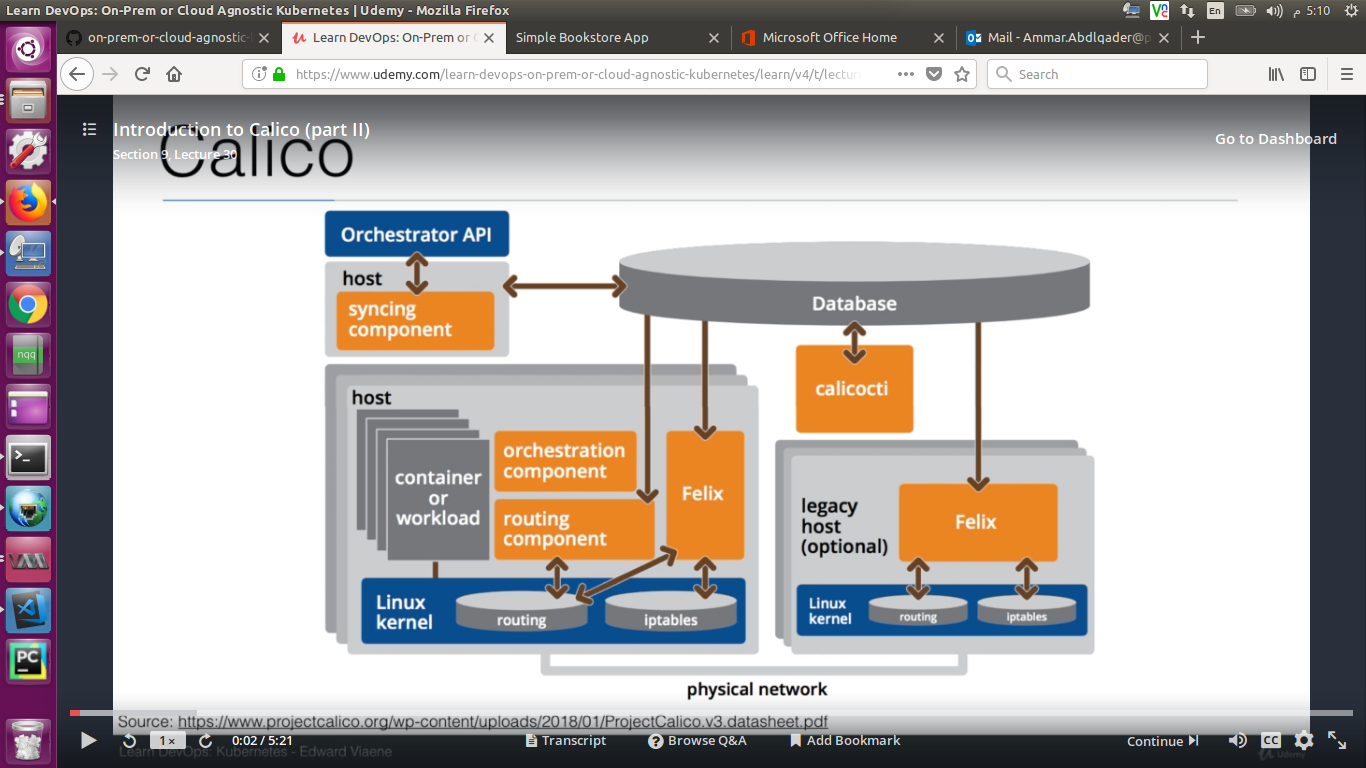 Learn DevOps: On-Prem or Cloud Agnostic Kubernetes | Udemy - Mozilla Firefox
En
5:10 م
on-prem-or-cloud-agnostic-
Learn DevOps: On-Prem or
Simple Bookstore App
Microsoft Office Home
Mail - Ammar.Abdlqader@p
https://www.udemy.com/learn-devops-on-prem-or-cloud-agnostic-kubernetes/learn/v4/t/lectur
Search
Introduction to Calico (part II)
Go to Dashboard
Section 9, Lecture 30
Calico
Orchestrator API
host
syncing
component
Database
calicoctl
host
container
or
workload
orchestration
component
routing
component
Felix
Linux
kernel
routing
iptables
legacy
host
(optional)
Felix
Linux
kernel
routing
iptables
physical network
Source: https://www.projectcalico.org/wp-content/uploads/2018/01/ProjectCalico.v3.datasheet.pdf
1x
0:02 / 5:21
Transcript
Browse Q&A
Add Bookmark
Continue
CC
Learn DevOps: Kubernetes - Edward Viaene
Udemy
nqq
PC